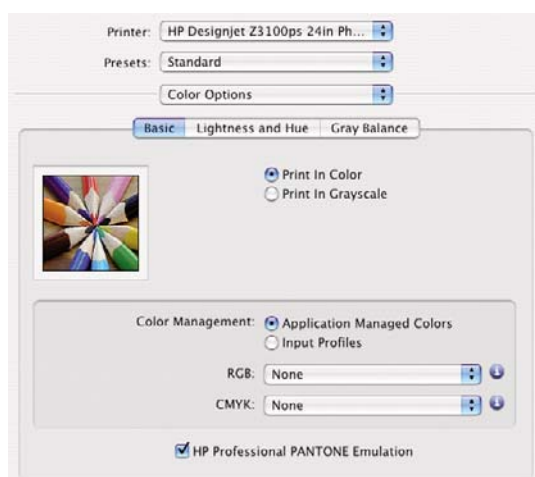 Printer: HP Designjet Z3100ps 24in Ph...
Presets: Standard
Color Options
Basic Lightness and Hue Gray Balance
Print In Color
Print In Grayscale
Color Management: Application Managed Colors
Input Profiles
RGB: None
CMYK: None
HP Professional PANTONE Emulation